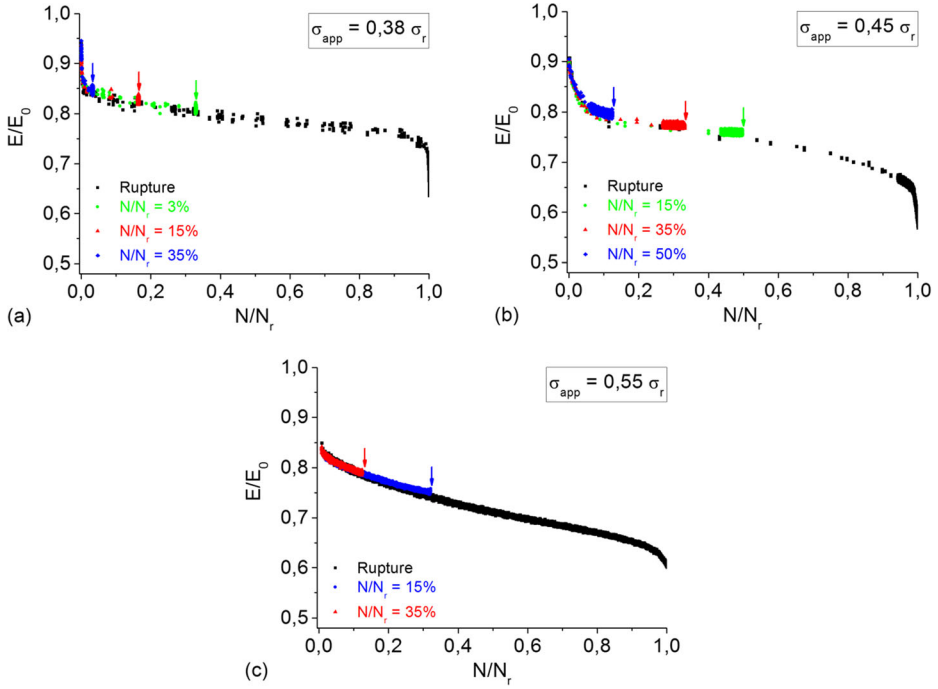 σapp = 0,38 σr
1,0
0,9
0,8
0,7
0,6
0,5
E/E0
Rupture
N/Nr = 3%
N/Nr = 15%
N/Nr = 35%
0,0 0,2 0,4 0,6 0,8 1,0
N/Nr
(a)
σapp = 0,45 σr
1,0
0,9
0,8
0,7
0,6
0,5
E/E0
Rupture
N/Nr = 15%
N/Nr = 35%
N/Nr = 50%
0,0 0,2 0,4 0,6 0,8 1,0
N/Nr
(b)
σapp = 0,55 σr
1,0
0,9
0,8
0,7
0,6
0,5
E/E0
Rupture
N/Nr = 15%
N/Nr = 35%
0,0 0,2 0,4 0,6 0,8 1,0
N/Nr
(c)